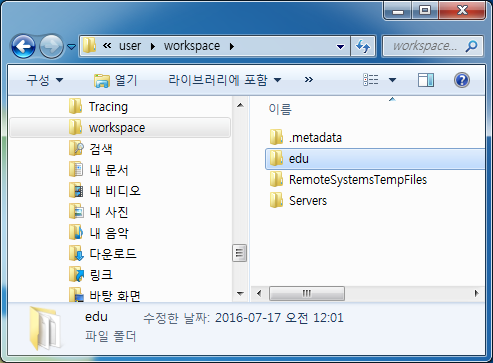 « user ▸ workspace ▸
workspace...
구성 열기 라이브러리에 포함 »
Tracing
workspace
검색
내 문서
내 비디오
내 사진
내 음악
다운로드
링크
바탕 화면
이름
.metadata
edu
RemoteSystemsTempFiles
Servers
edu 수정한 날짜: 2016-07-17 오전 12:01
파일 폴더